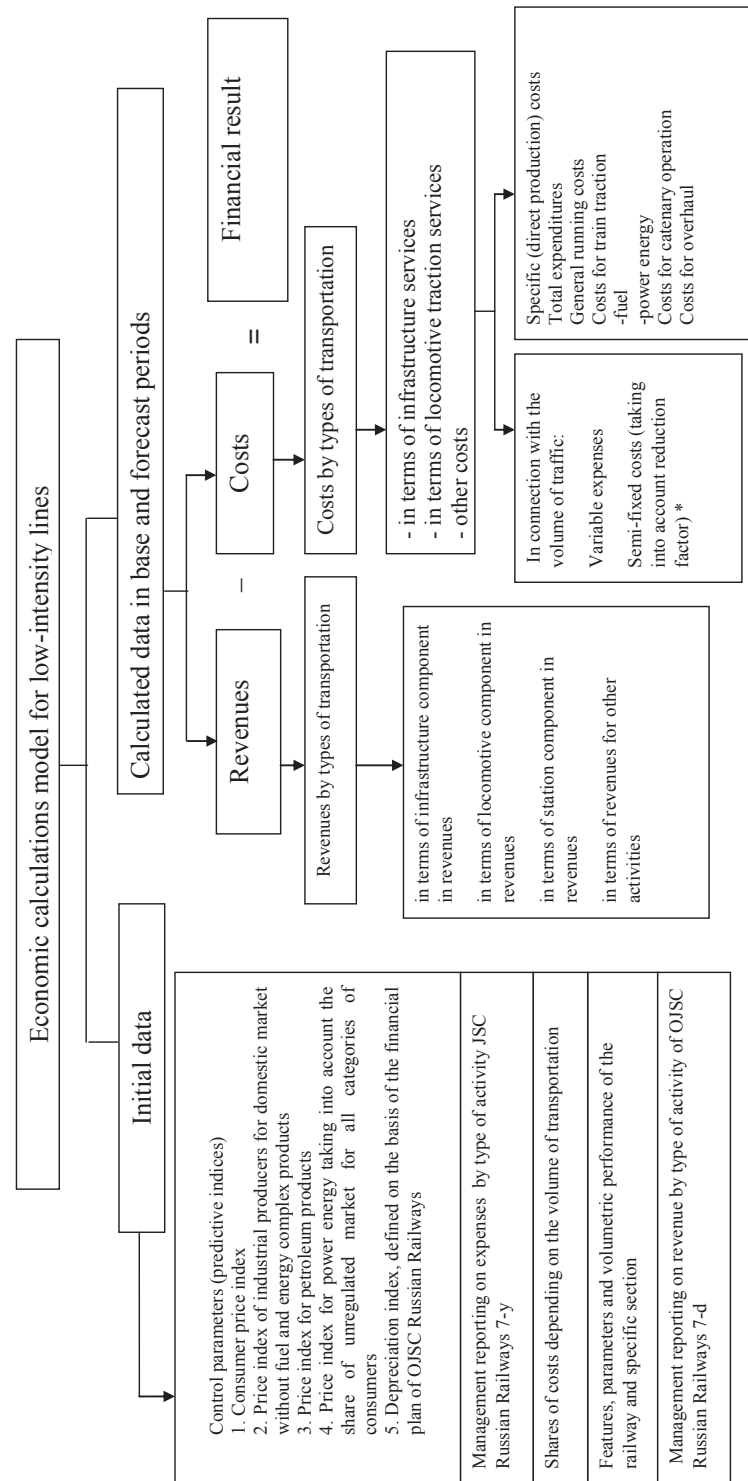 Economic calculations model for low-intensity lines
Initial data
Control parameters (predictive indices)
1. Consumer price index
2. Price index of industrial producers for domestic market
without fuel and energy complex products
3. Price index for petroleum products
4. Price index for power energy taking into account the
share of unregulated market for all categories of
consumers
5. Depreciation index, defined on the basis of the financial
plan of OJSC Russian Railways
Management reporting on expenses by type of activity JSC
Russian Railways 7-y
Shares of costs depending on the volume of transportation
Features, parameters and volumetric performance of the
railway and specific section
Management reporting on revenue by type of activity of OJSC
Russian Railways 7-d
Calculated data in base and forecast periods
Revenues
–
Costs
=
Financial result
Revenues by types of transportation
in terms of infrastructure component
in revenues
in terms of locomotive component in
revenues
in terms of station component in
revenues
in terms of revenues for other
activities
Costs by types of transportation
- in terms of infrastructure services
- in terms of locomotive traction services
- other costs
In connection with the
volume of traffic:
Variable expenses
Semi-fixed costs (taking
into account reduction
factor) *
Specific (direct production) costs
Total expenditures
General running costs
Costs for train traction
-fuel
-power energy
Costs for catenary operation
Costs for overhaul